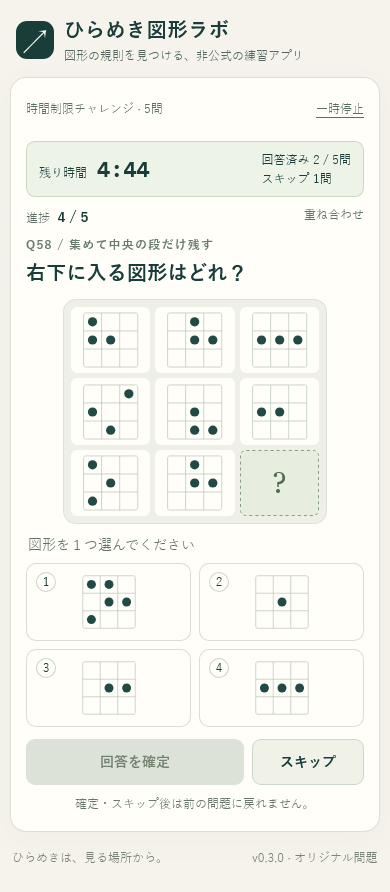 ひらめき図形ラボ
図形の規則を見つける、非公式の練習アプリ
時間制限チャレンジ · 5問
一時停止
残り時間 4:44
回答済み 2 / 5問
スキップ 1問
進捗 4 / 5
重ね合わせ
Q58 / 集めて中央の段だけ残す
右下に入る図形はどれ？
?
図形を1つ選んでください
1
2
3
4
回答を確定
スキップ
確定・スキップ後は前の問題に戻れません。
ひらめきは、見る場所から。
v0.3.0 · オリジナル問題